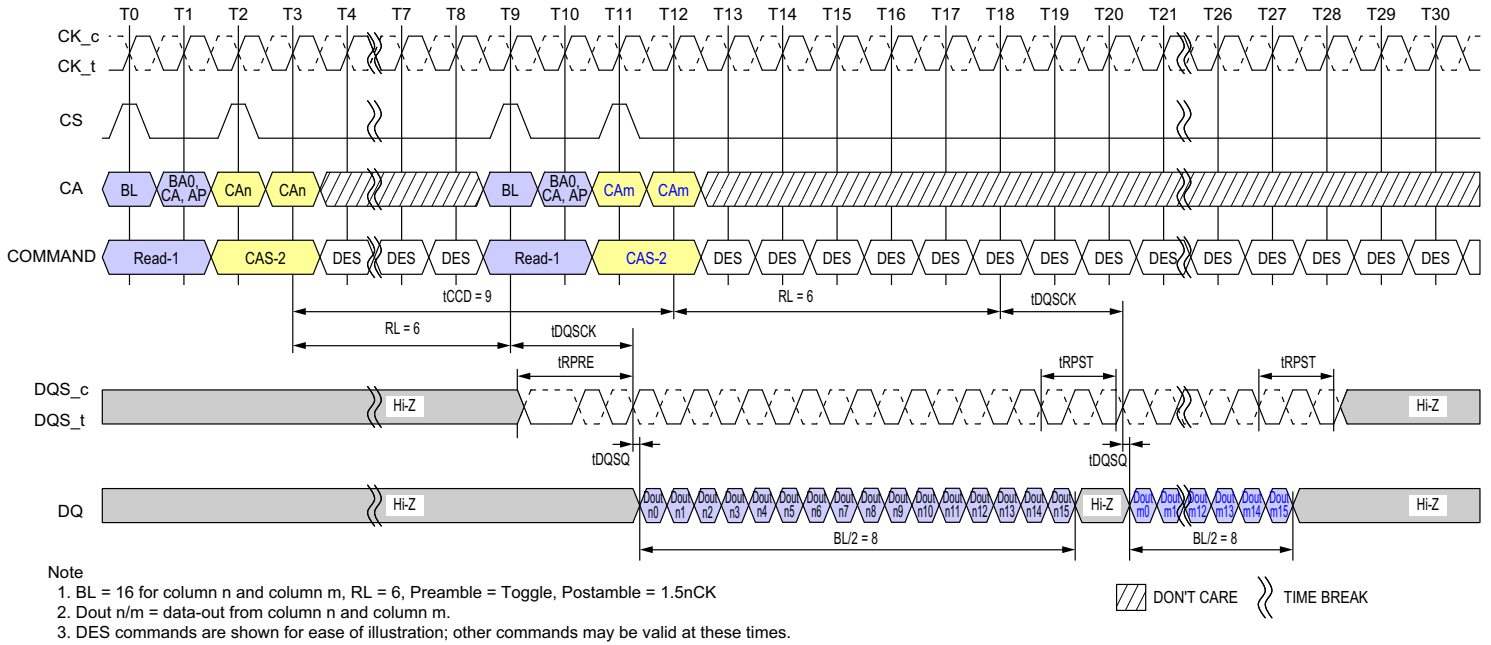 T0 T1 T2 T3 T4 T7 T8 T9 T10 T11 T12 T13 T14 T15 T16 T17 T18 T19 T20 T21 T26 T27 T28 T29 T30
CK_c
CK_t
CS
CA BL BA0, CA, AP CAn CAn BL BA0, CA, AP CAm CAm
COMMAND Read-1 CAS-2 DES DES DES Read-1 CAS-2 DES DES DES DES DES DES DES DES DES DES DES DES DES DES
tCCD = 9 RL = 6 tDQSCK
RL = 6 tDQSCK
tRPRE tRPST tRPST
DQS_c
DQS_t Hi-Z Hi-Z
tDQSQ tDQSQ
DQ Hi-Z Dout n0 Dout n1 Dout n2 Dout n3 Dout n4 Dout n5 Dout n6 Dout n7 Dout n8 Dout n9 Dout n10 Dout n11 Dout n12 Dout n13 Dout n14 Dout n15 Hi-Z Dout m0 Dout m1 Dout m12 Dout m13 Dout m14 Dout m15 Hi-Z
BL/2 = 8 BL/2 = 8
Note
1. BL = 16 for column n and column m, RL = 6, Preamble = Toggle, Postamble = 1.5nCK
2. Dout n/m = data-out from column n and column m.
3. DES commands are shown for ease of illustration; other commands may be valid at these times.
DON'T CARE TIME BREAK